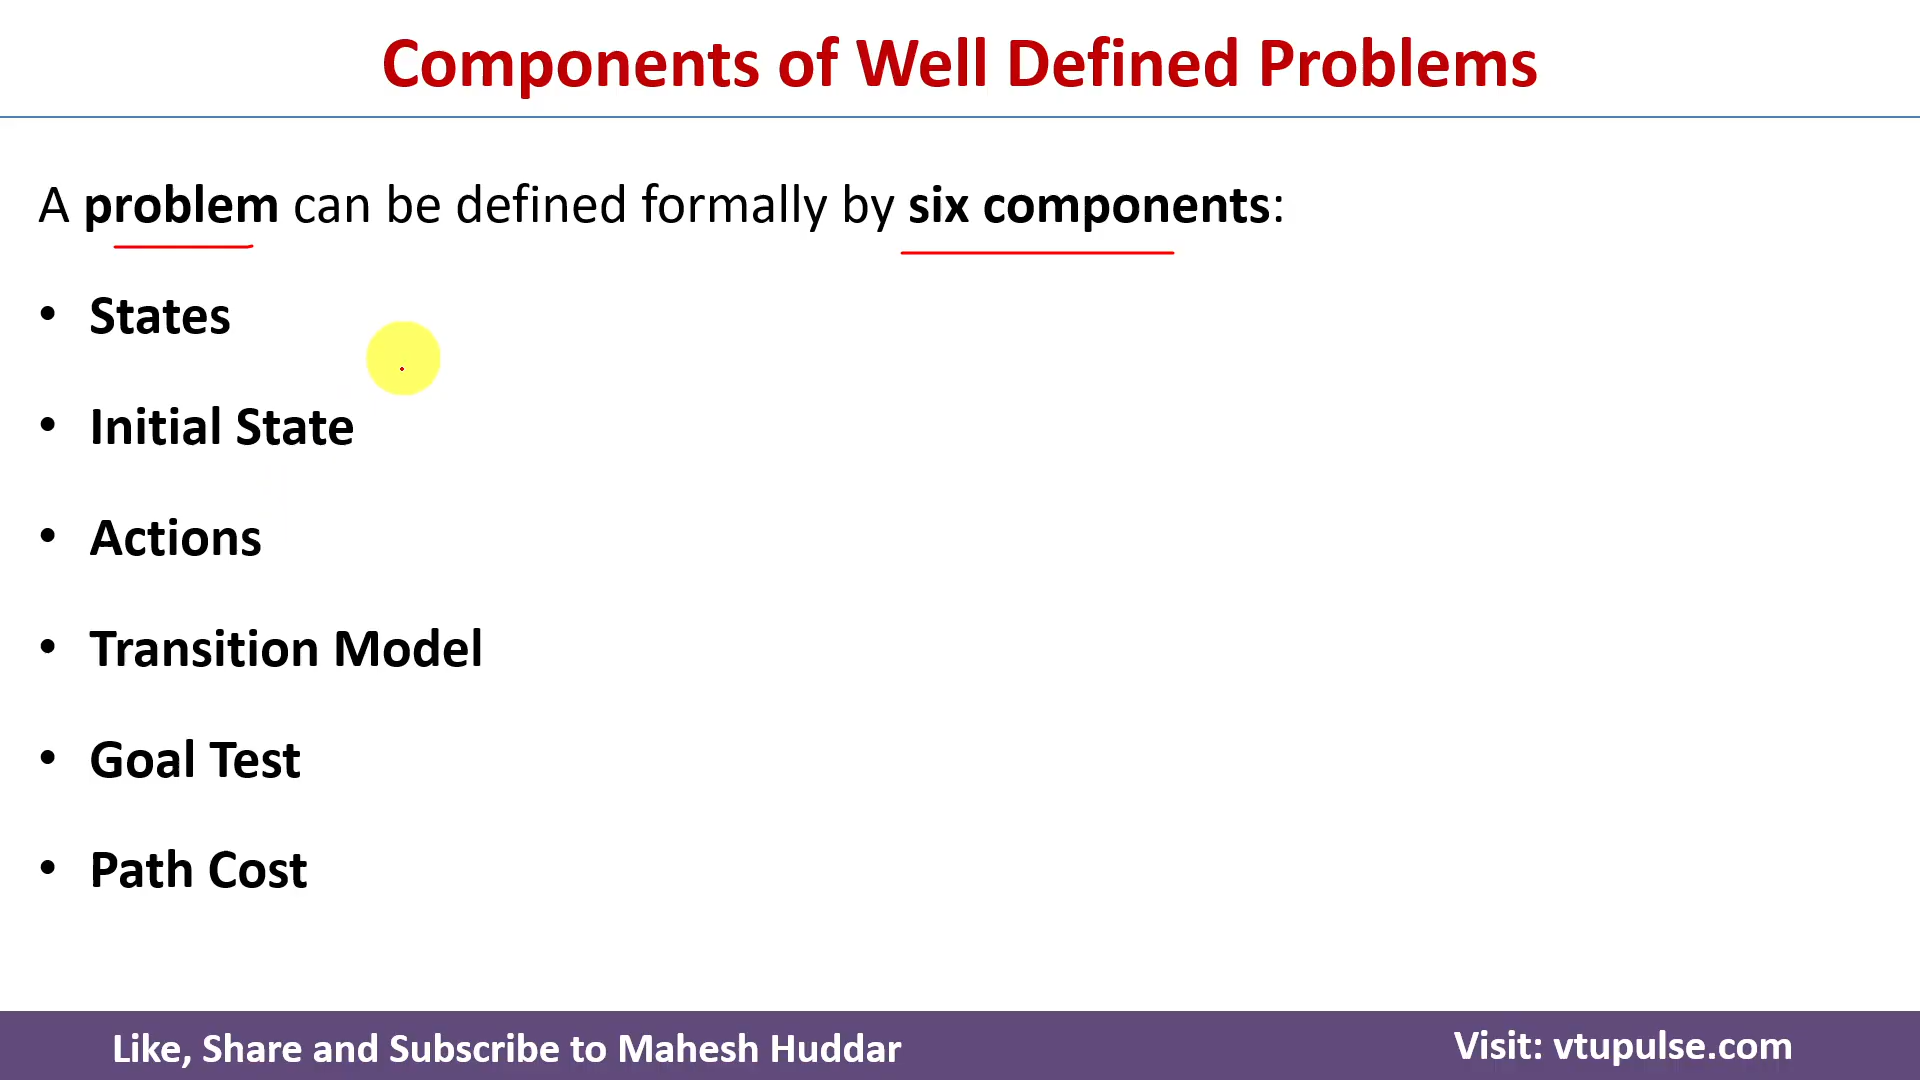 Components of Well Defined Problems
A problem can be defined formally by six components:
• States
• Initial State
• Actions
• Transition Model
• Goal Test
• Path Cost
Like, Share and Subscribe to Mahesh Huddar
Visit: vtupulse.com